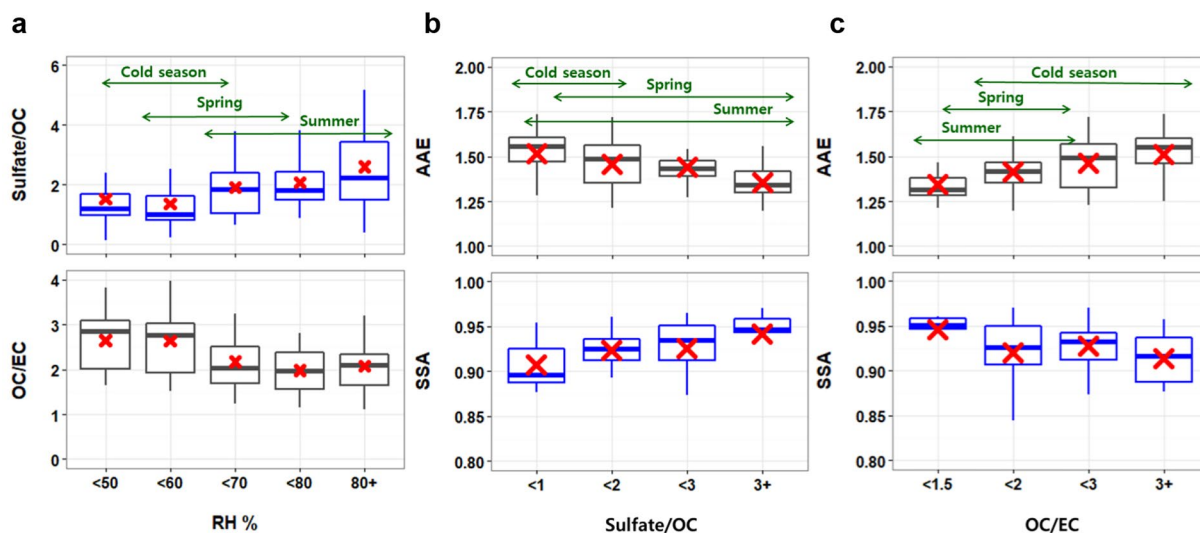 a
Sulfate/OC
6
4
2
0
Cold season
Spring
Summer
OC/EC
4
3
2
1
0
<50 <60 <70 <80 80+
RH %
b
AAE
2.00
1.75
1.50
1.25
1.00
Cold season
Spring
Summer
SSA
1.00
0.95
0.90
0.85
0.80
<1 <2 <3 3+
Sulfate/OC
c
AAE
2.00
1.75
1.50
1.25
1.00
Cold season
Spring
Summer
SSA
1.00
0.95
0.90
0.85
0.80
<1.5 <2 <3 3+
OC/EC